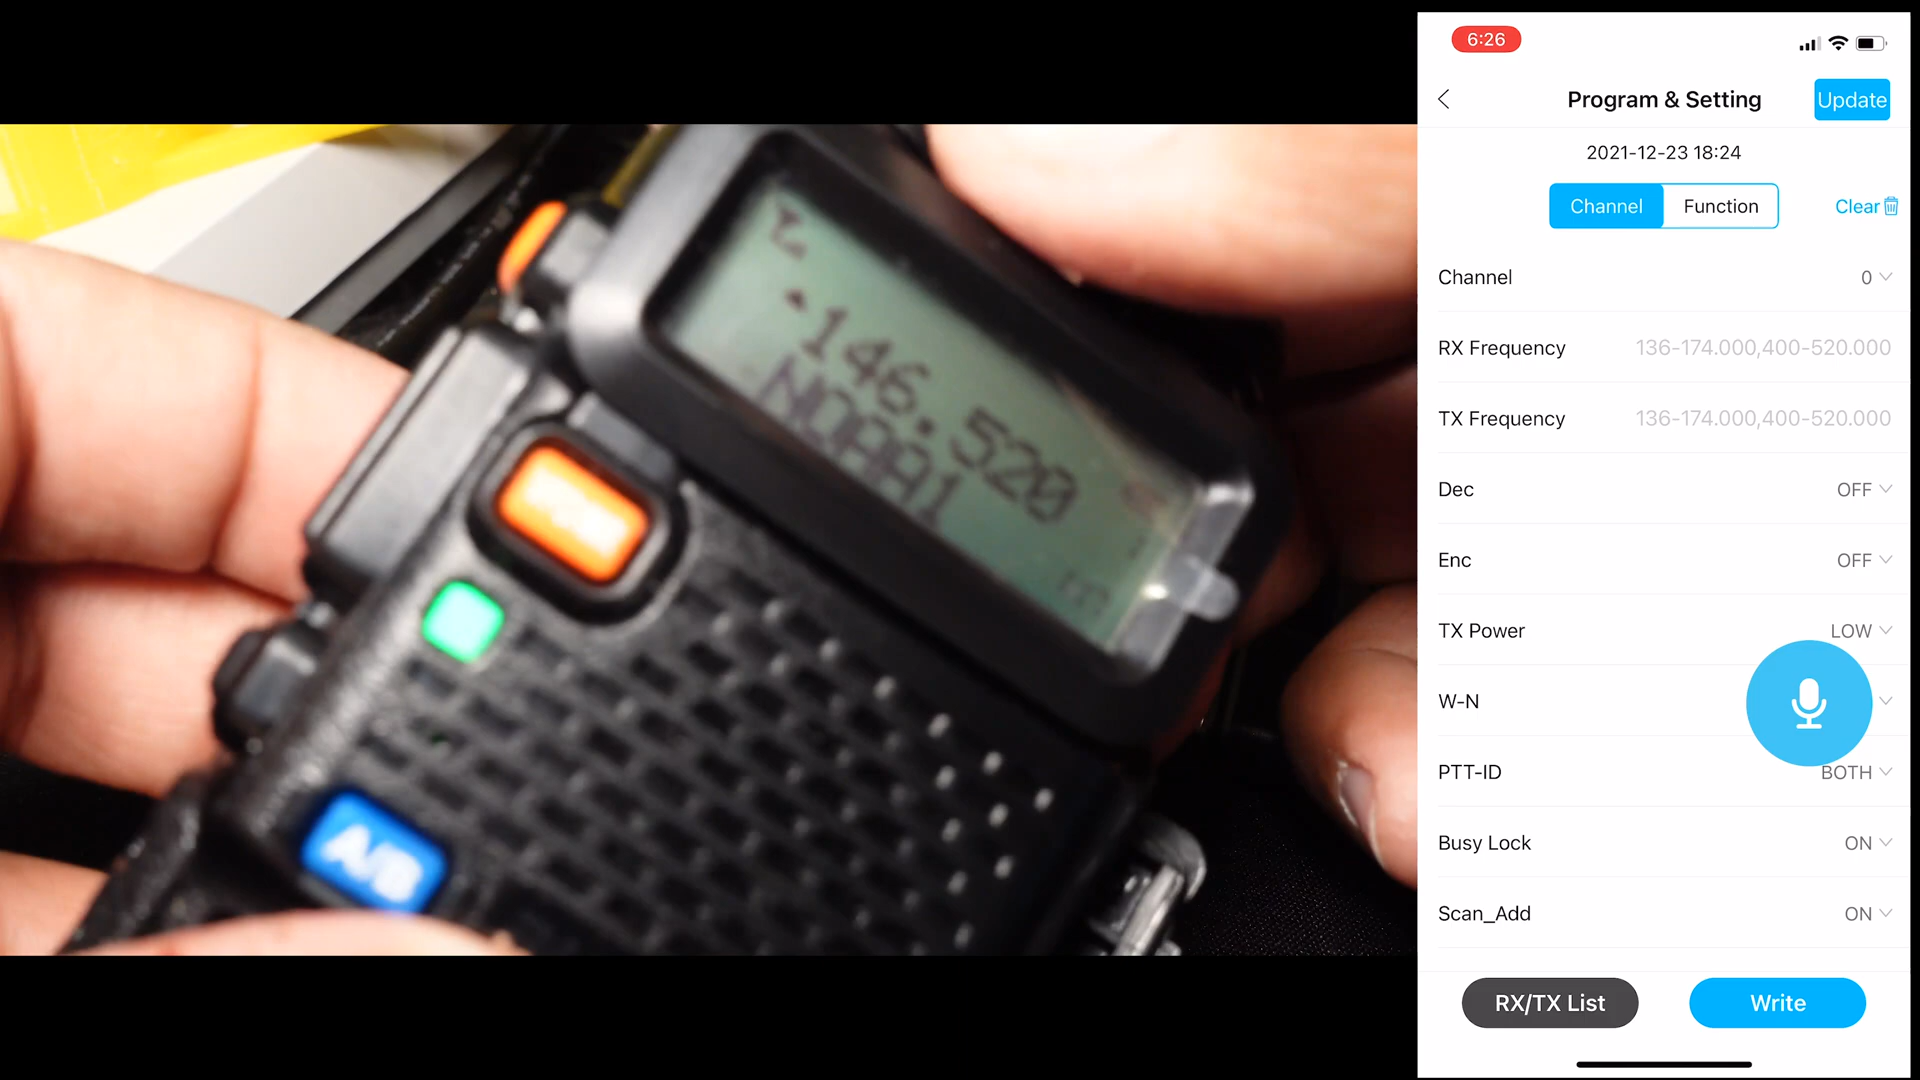 146.520
NOAA1
A/B
6:26
Program & Setting
Update
2021-12-23 18:24
Channel
Function
Clear
Channel 0
RX Frequency 136-174.000,400-520.000
TX Frequency 136-174.000,400-520.000
Dec OFF
Enc OFF
TX Power LOW
W-N
PTT-ID BOTH
Busy Lock ON
Scan_Add ON
RX/TX List
Write